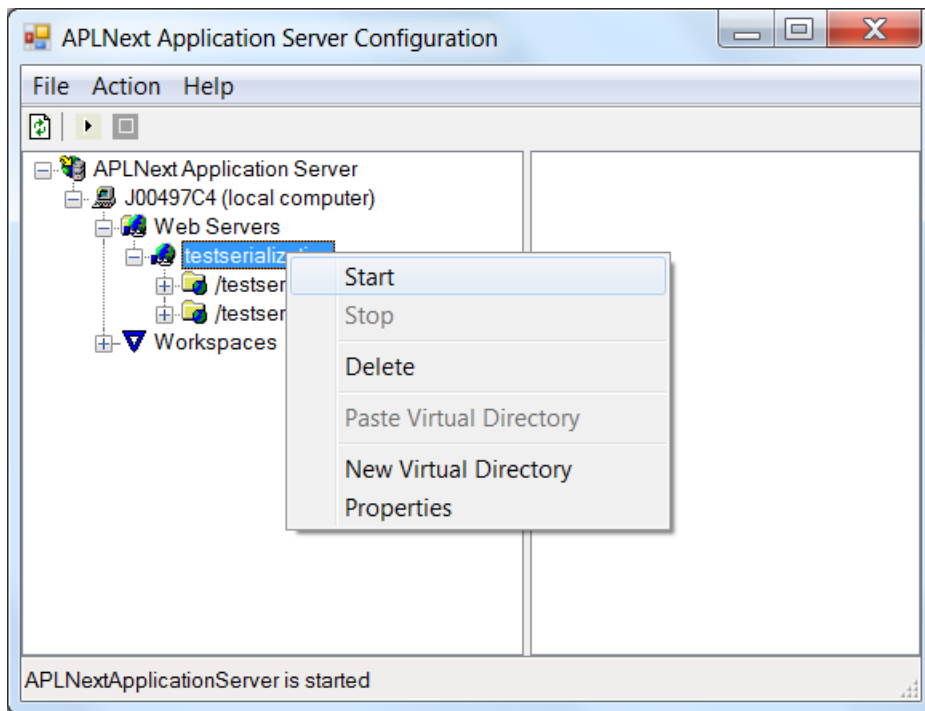 APLNext Application Server Configuration
File Action Help
APLNext Application Server
J00497C4 (local computer)
Web Servers
/testser
/testser
Workspaces
Start
Stop
Delete
Paste Virtual Directory
New Virtual Directory
Properties
APLNextApplicationServer is started